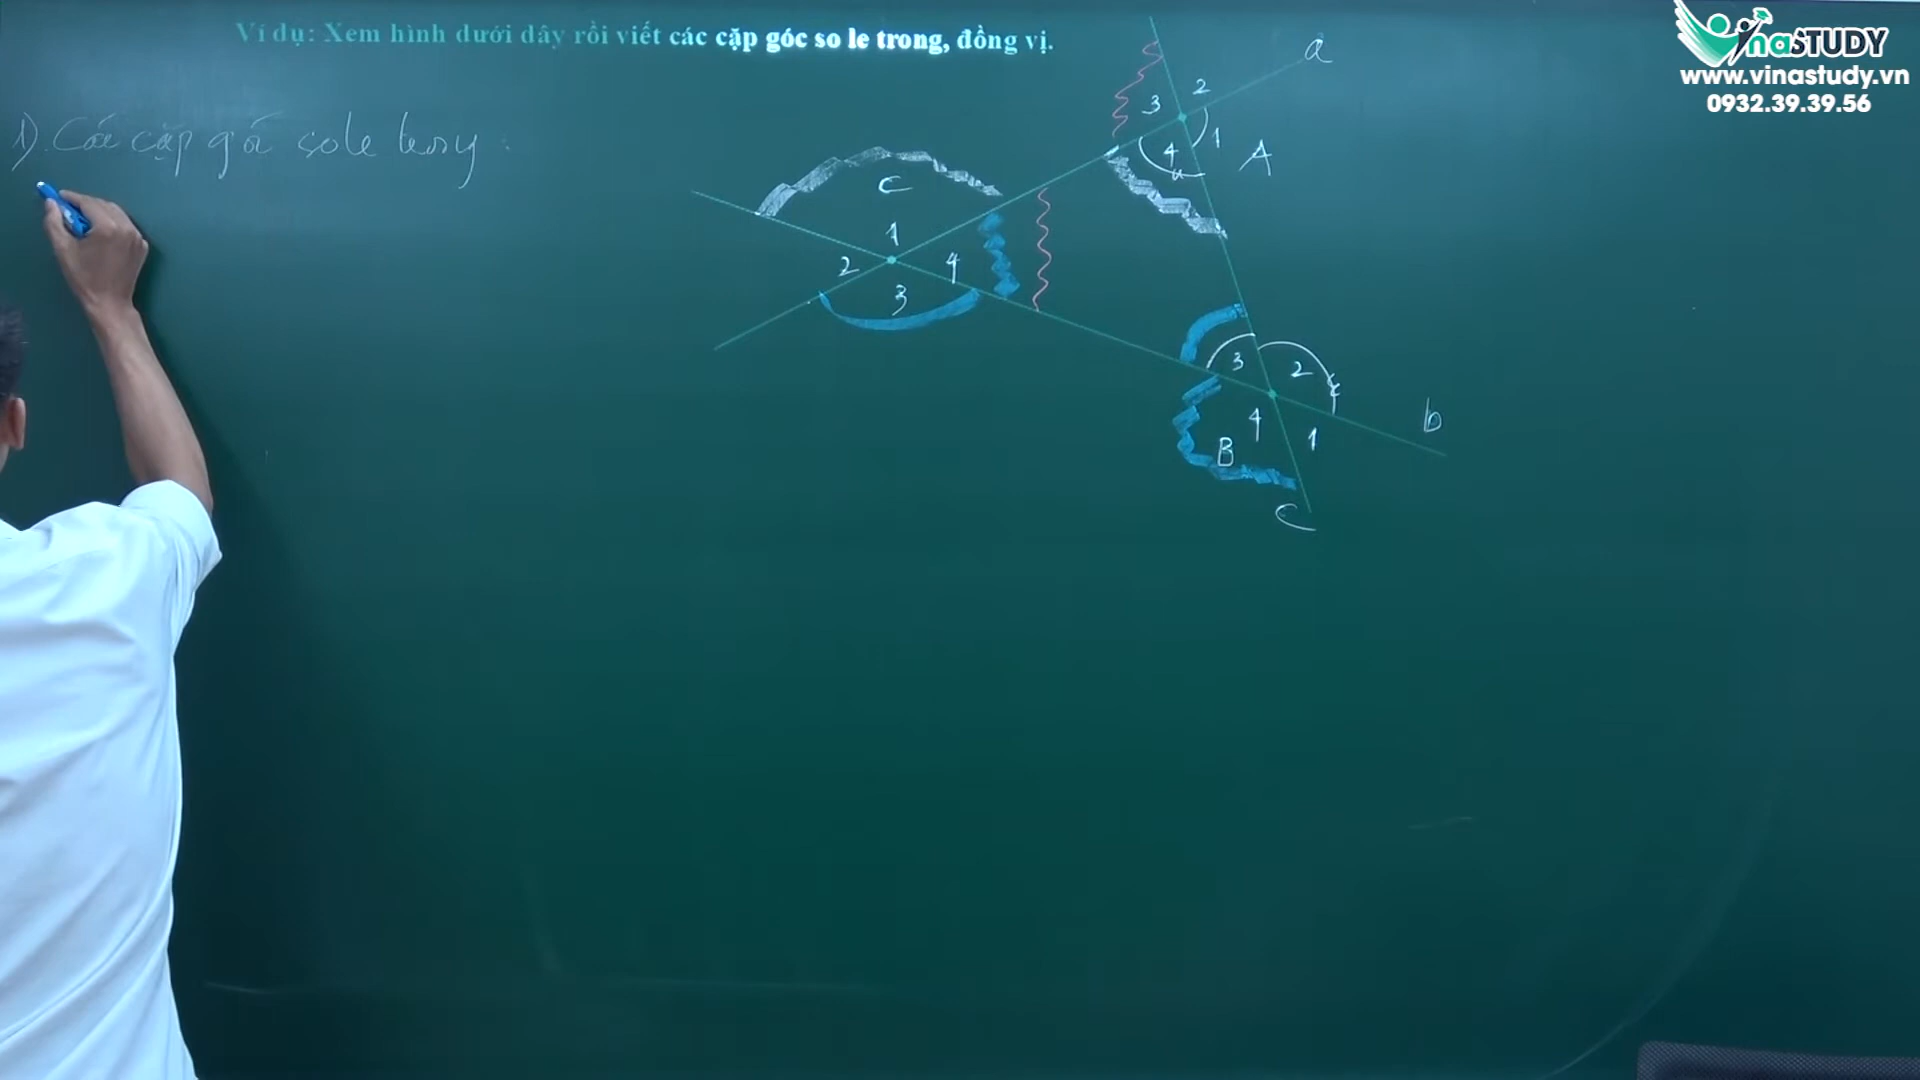 Ví dụ: Xem hình dưới đây rồi viết các cặp góc so le trong, đồng vị.
1). Các cặp góc so le trong :
VinaSTUDY
www.vinastudy.vn
0932.39.39.56
a
3 2
4 1 A
C
1
2 4
3
3 2
4 1
B
b
c